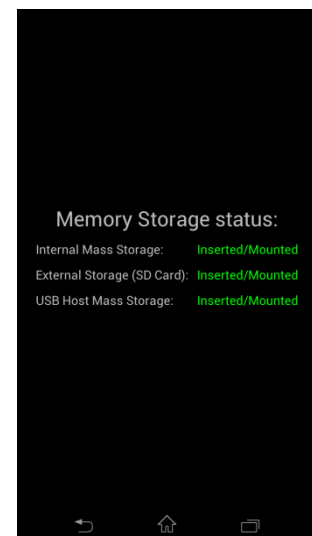 Memory Storage status:
Internal Mass Storage: Inserted/Mounted
External Storage (SD Card): Inserted/Mounted
USB Host Mass Storage: Inserted/Mounted